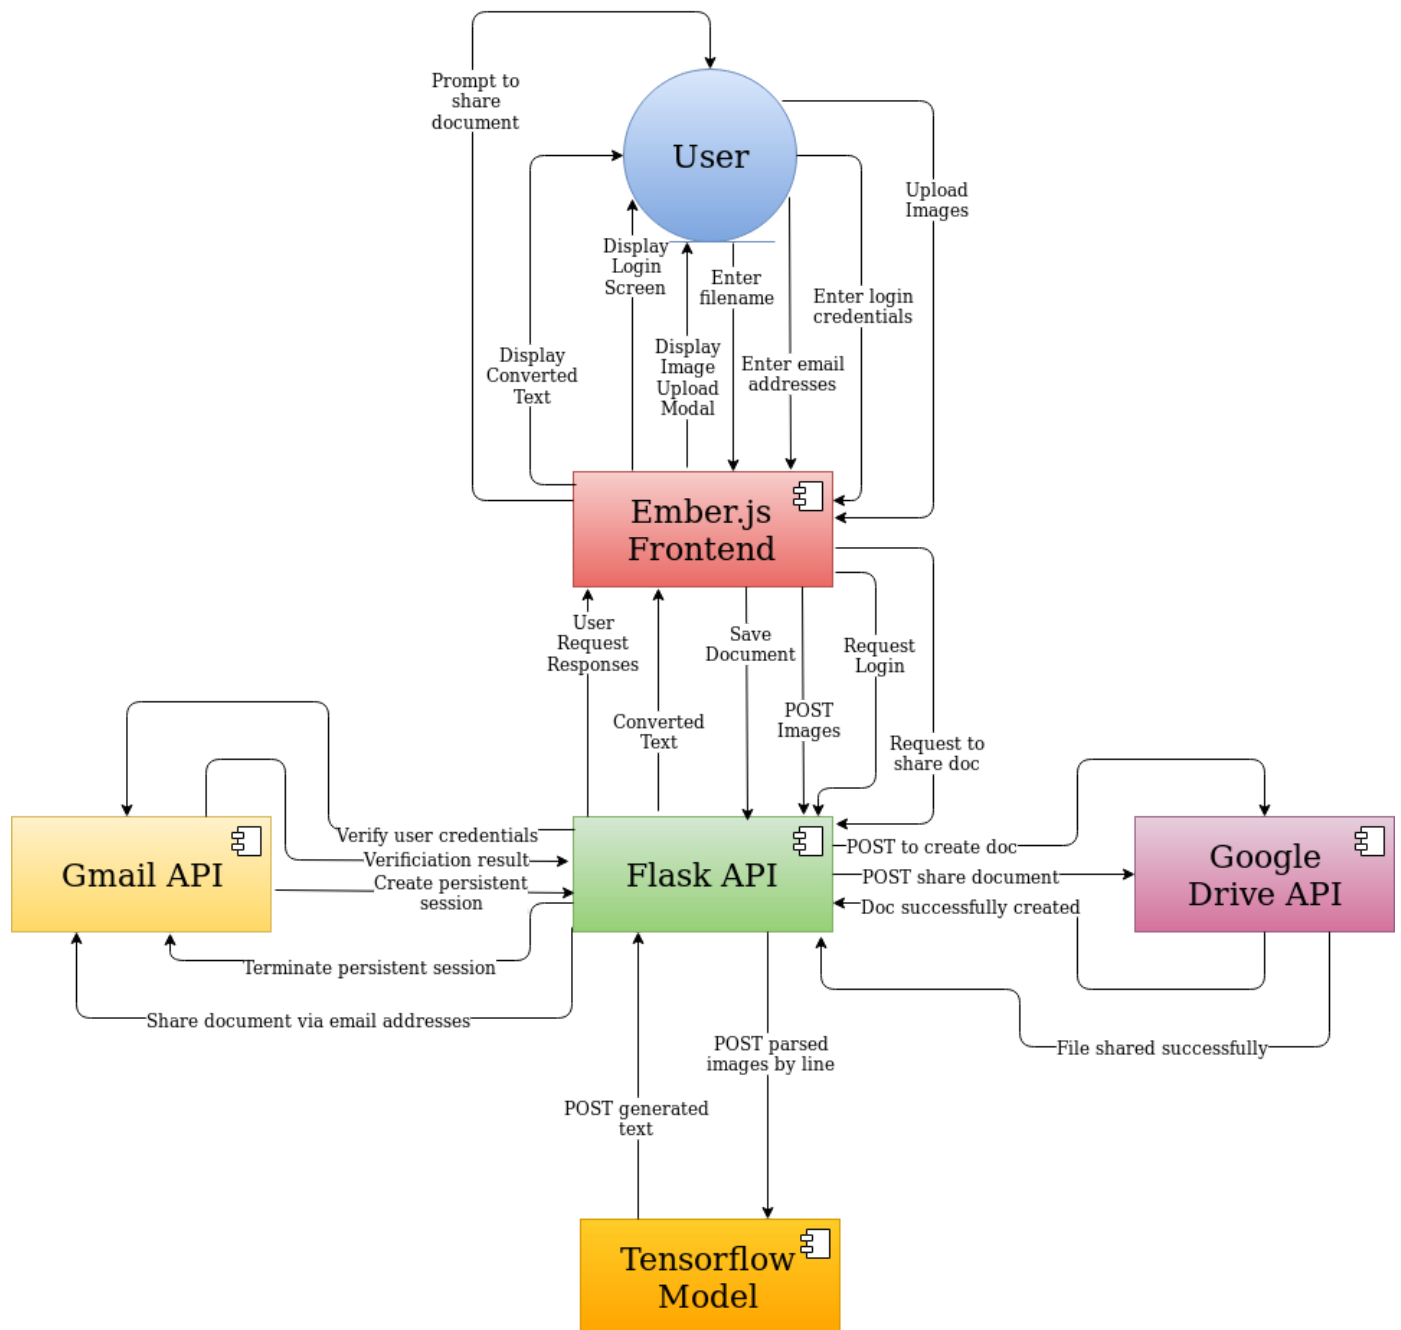 Prompt to
share
document
User
Upload
Images
Display
Login
Screen
Enter
filename
Enter login
credentials
Display
Converted
Text
Display
Image
Upload
Modal
Enter email
addresses
Ember.js
Frontend
User
Request
Responses
Save
Document
Request
Login
Converted
Text
POST
Images
Request to
share doc
Verify user credentials
Verificiation result
Create persistent
session
Gmail API
Flask API
POST to create doc
POST share document
Doc successfully created
Google
Drive API
Terminate persistent session
Share document via email addresses
File shared successfully
POST parsed
images by line
POST generated
text
Tensorflow
Model